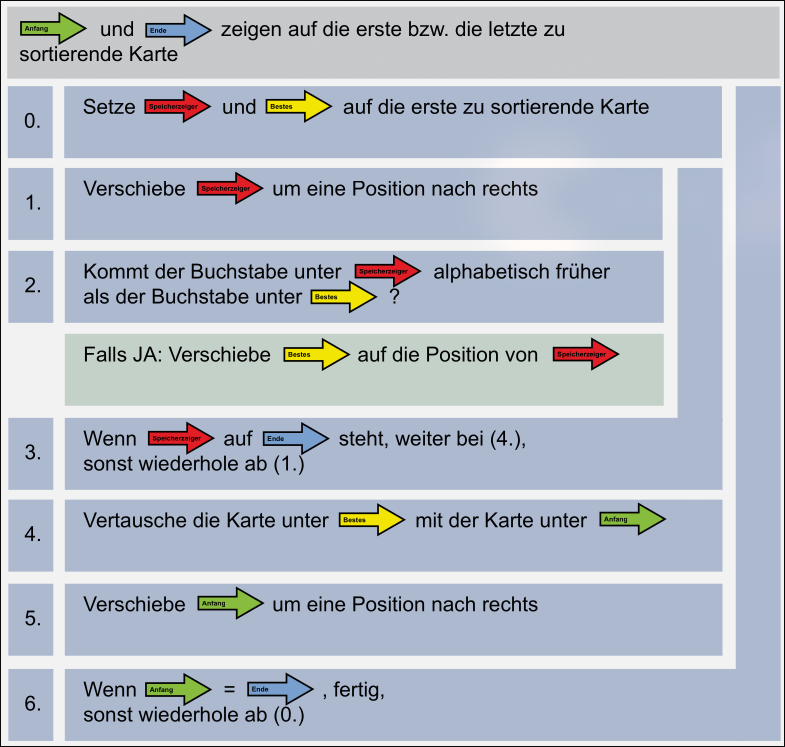 Anfang und Ende zeigen auf die erste bzw. die letzte zu
sortierende Karte
0. Setze Speicherzeiger und Bestes auf die erste zu sortierende Karte
1. Verschiebe Speicherzeiger um eine Position nach rechts
2. Kommt der Buchstabe unter Speicherzeiger alphabetisch früher
als der Buchstabe unter Bestes ?
Falls JA: Verschiebe Bestes auf die Position von Speicherzeiger
3. Wenn Speicherzeiger auf Ende steht, weiter bei (4.),
sonst wiederhole ab (1.)
4. Vertausche die Karte unter Bestes mit der Karte unter Anfang
5. Verschiebe Anfang um eine Position nach rechts
6. Wenn Anfang = Ende , fertig,
sonst wiederhole ab (0.)